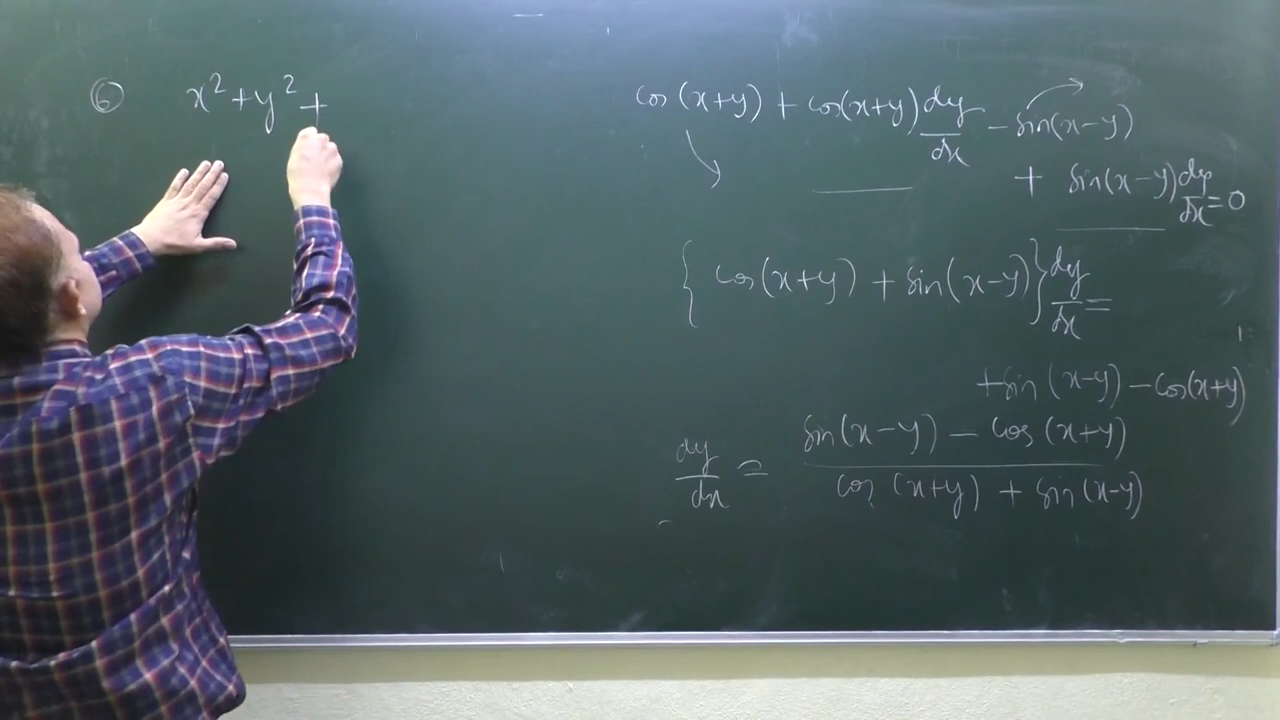 ⑥ x² + y² +
cos (x+y) + cos(x+y) dy/dx - sin(x-y)
+ sin(x-y) dy/dx = 0
{ cos(x+y) + sin(x-y) } dy/dx =
+sin (x-y) - cos(x+y)
dy/dx = sin(x-y) - cos (x+y) / cos (x+y) + sin (x-y)